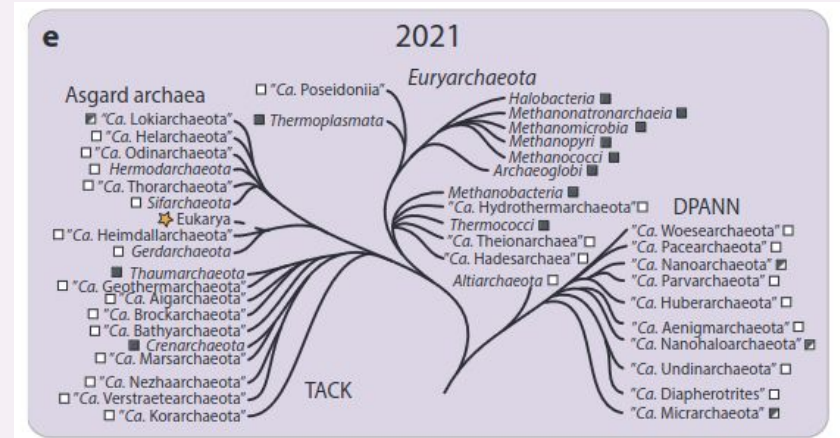 e
2021
Asgard archaea
"Ca. Lokiarchaeota"
"Ca. Helarchaeota"
"Ca. Odinarchaeota"
Hermodarchaeota
"Ca. Thorarchaeota"
Sifarchaeota
Eukarya
"Ca. Heimdallarchaeota"
Gerdarchaeota
Thaumarchaeota
"Ca. Geothermarchaeota"
"Ca. Aigarchaeota"
"Ca. Brockarchaeota"
"Ca. Bathyarchaeota"
Crenarchaeota
"Ca. Marsarchaeota"
"Ca. Nezhaarchaeota"
"Ca. Verstraetearchaeota"
"Ca. Korarchaeota"
TACK
"Ca. Poseidoniia"
Thermoplasmata
Euryarchaeota
Halobacteria
Methanonatronarchaeia
Methanomicrobia
Methanopyri
Methanococci
Archaeoglobi
Methanobacteria
"Ca. Hydrothermarchaeota"
Thermococci
"Ca. Theionarchaea"
"Ca. Hadesarchaea"
Altiarchaeota
DPANN
"Ca. Woesearchaeota"
"Ca. Pacearchaeota"
"Ca. Nanoarchaeota"
"Ca. Parvarchaeota"
"Ca. Huberarchaeota"
"Ca. Aenigmarchaeota"
"Ca. Nanohaloarchaeota"
"Ca. Undinarchaeota"
"Ca. Diapherotrites"
"Ca. Micrarchaeota"